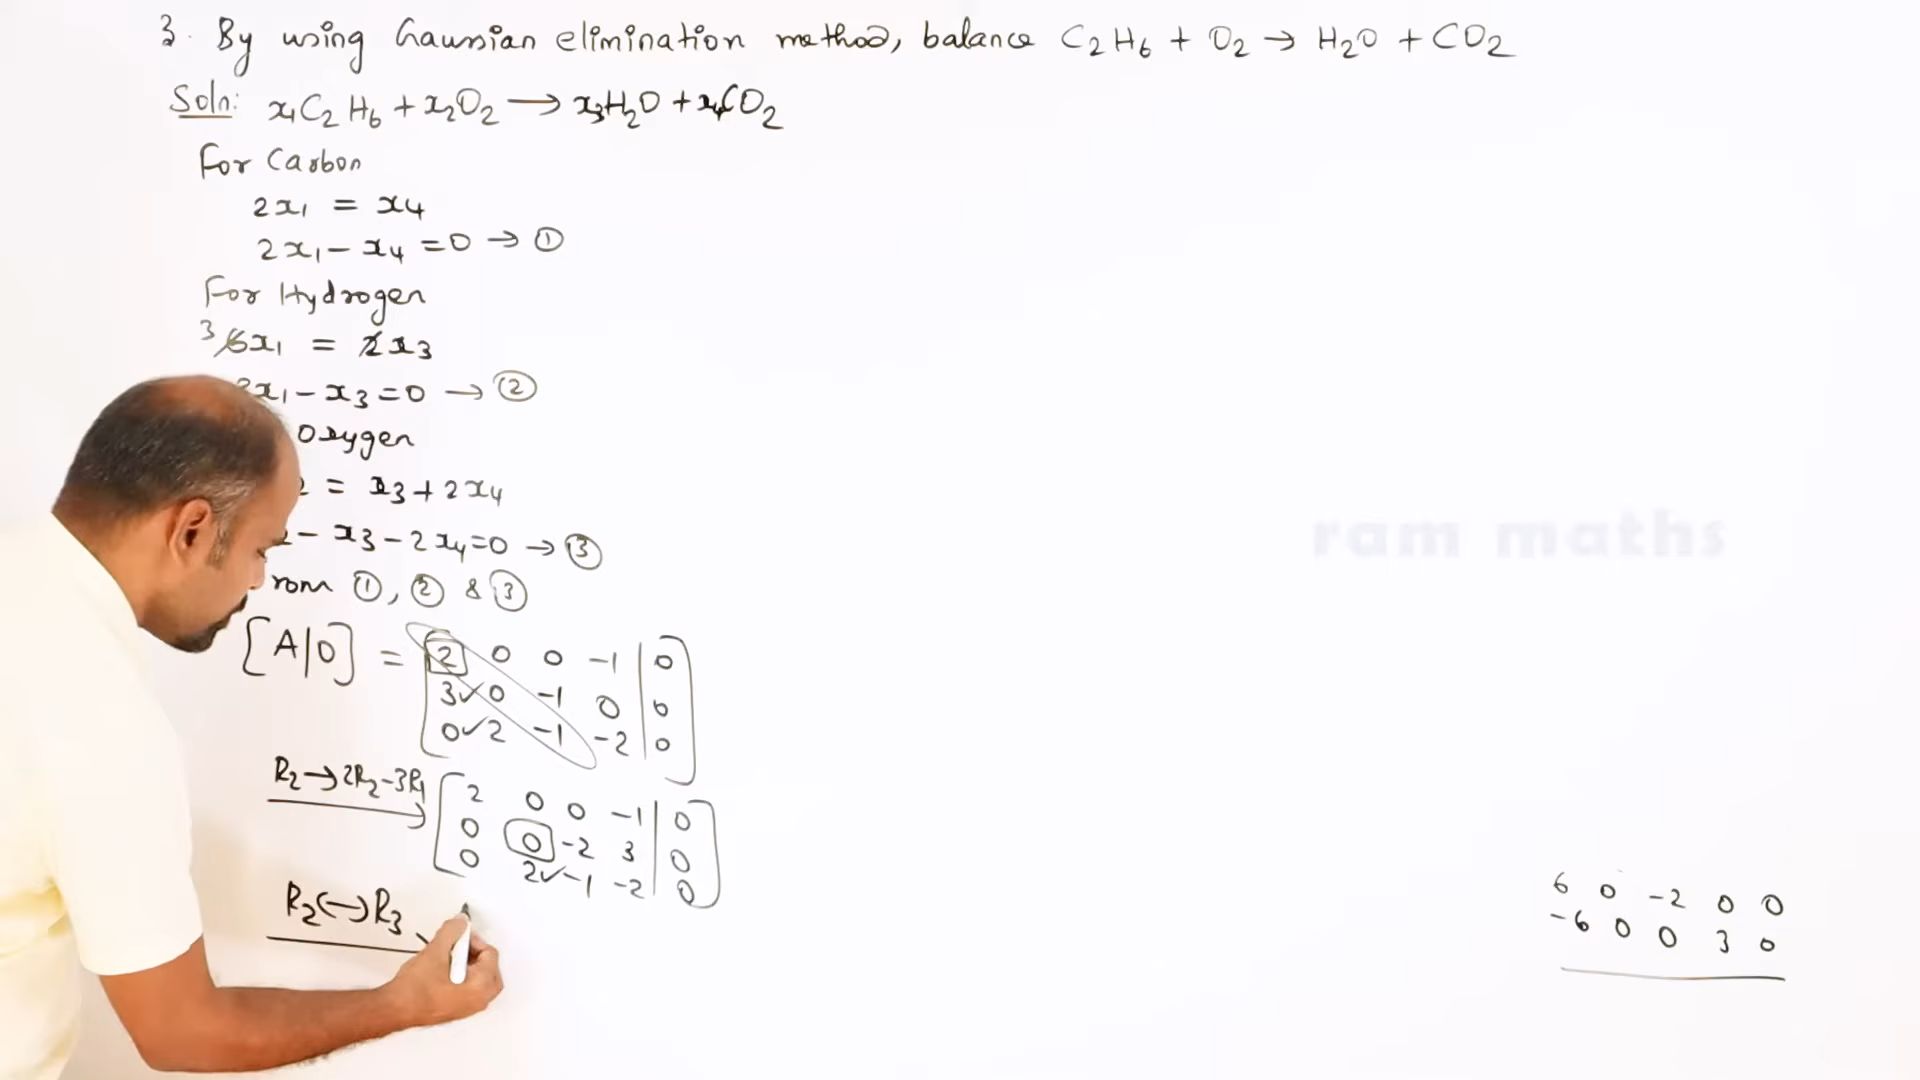 3. By using Gaussian elimination method, balance C₂H₆ + O₂ → H₂O + CO₂
Soln: x₁C₂H₆ + x₂O₂ ⟶ x₃H₂O + x₄CO₂
For Carbon
2x₁ = x₄
2x₁ - x₄ = 0 → ①
For Hydrogen
3 6x₁ = 2x₃
3x₁ - x₃ = 0 → ②
Oxygen
2 = x₃ + 2x₄
2 - x₃ - 2x₄ = 0 → ③
rom ①, ② & ③
[A|0] = [2 0 0 -1 | 0
3✓ 0 -1 0 | 0
0✓ 2 -1 -2 | 0]
R₂→2R₂-3R₁ [2 0 0 -1 | 0
0 0 -2 3 | 0
0 2✓ -1 -2 | 0]
R₂↔R₃
ram maths
6 0 -2 0 0
-6 0 0 3 0